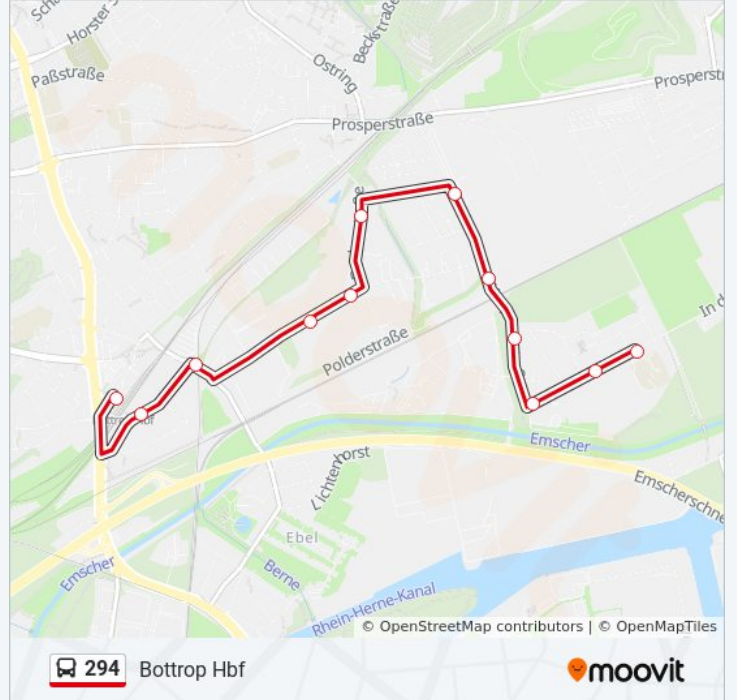 Horster S
Paßstraße
Ostring
Beckstraße
Prosperstraße
Prosperst
Polderstraße
In d
Emscher
Emscherschne
Lichtenhorst
Ebel
Emscher
Berne
Rhein-Herne-Kanal
© OpenStreetMap contributors | © OpenMapTiles
294 Bottrop Hbf
moovit